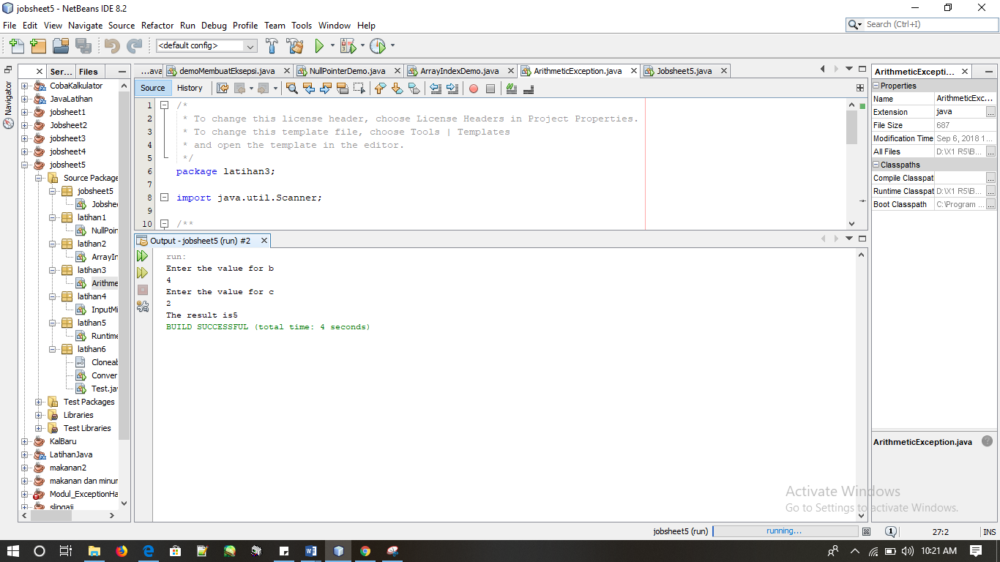 jobsheet5 - NetBeans IDE 8.2
File Edit View Navigate Source Refactor Run Debug Profile Team Tools Window Help
Search (Ctrl+I)
<default config>
Navigator
Ser... Files
CobaKalkulator
JavaLatihan
jobsheet1
Jobsheet2
jobsheet3
jobsheet4
jobsheet5
Source Package
jobsheet5
Jobshe
latihan1
NullPoin
latihan2
ArrayIn
latihan3
Arithme
latihan4
InputMi
latihan5
Runtime
latihan6
Cloneab
Conver
Test.ja
Test Packages
Libraries
Test Libraries
KalBaru
LatihanJava
makanan2
makanan dan minur
Modul_ExceptionHa
slipgaji
...ava demoMembuatEksepsi.java NullPointerDemo.java ArrayIndexDemo.java ArithmeticException.java Jobsheet5.java
Source History
1 /*
2 * To change this license header, choose License Headers in Project Properties.
3 * To change this template file, choose Tools | Templates
4 * and open the template in the editor.
5 */
6 package latihan3;
7
8 import java.util.Scanner;
9
10 /**
Output - jobsheet5 (run) #2
run:
Enter the value for b
4
Enter the value for c
2
The result is5
BUILD SUCCESSFUL (total time: 4 seconds)
ArithmeticExcepti...
Properties
Name ArithmeticExc...
Extension java ...
File Size 687
Modification Time Sep 6, 2018 1...
All Files D:\X1 R5\B... ...
Classpaths
Compile Classpat ...
Runtime Classpat D:\X1 R5\B... ...
Boot Classpath C:\Program ... ...
ArithmeticException.java
Activate Windows
Go to Settings to activate Windows.
jobsheet5 (run) running... 1 27:2 INS
10:21 AM